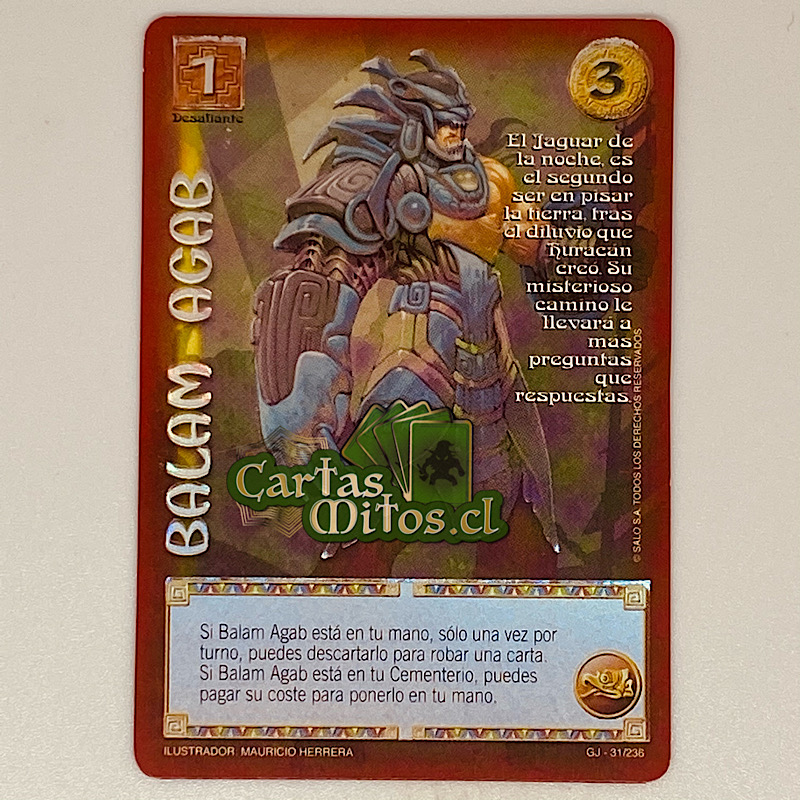 1
Desafiante
3
BALAM AGAB
El Jaguar de
la noche, es
el segundo
ser en pisar
la tierra, tras
el diluvio que
Huracán
creó. Su
misterioso
camino le
llevará a
más
preguntas
que
respuestas.
© SALO S.A. TODOS LOS DERECHOS RESERVADOS
Cartas
Mitos.cl
Si Balam Agab está en tu mano, sólo una vez por
turno, puedes descartarlo para robar una carta.
Si Balam Agab está en tu Cementerio, puedes
pagar su coste para ponerlo en tu mano.
ILUSTRADOR: MAURICIO HERRERA
GJ - 31/236